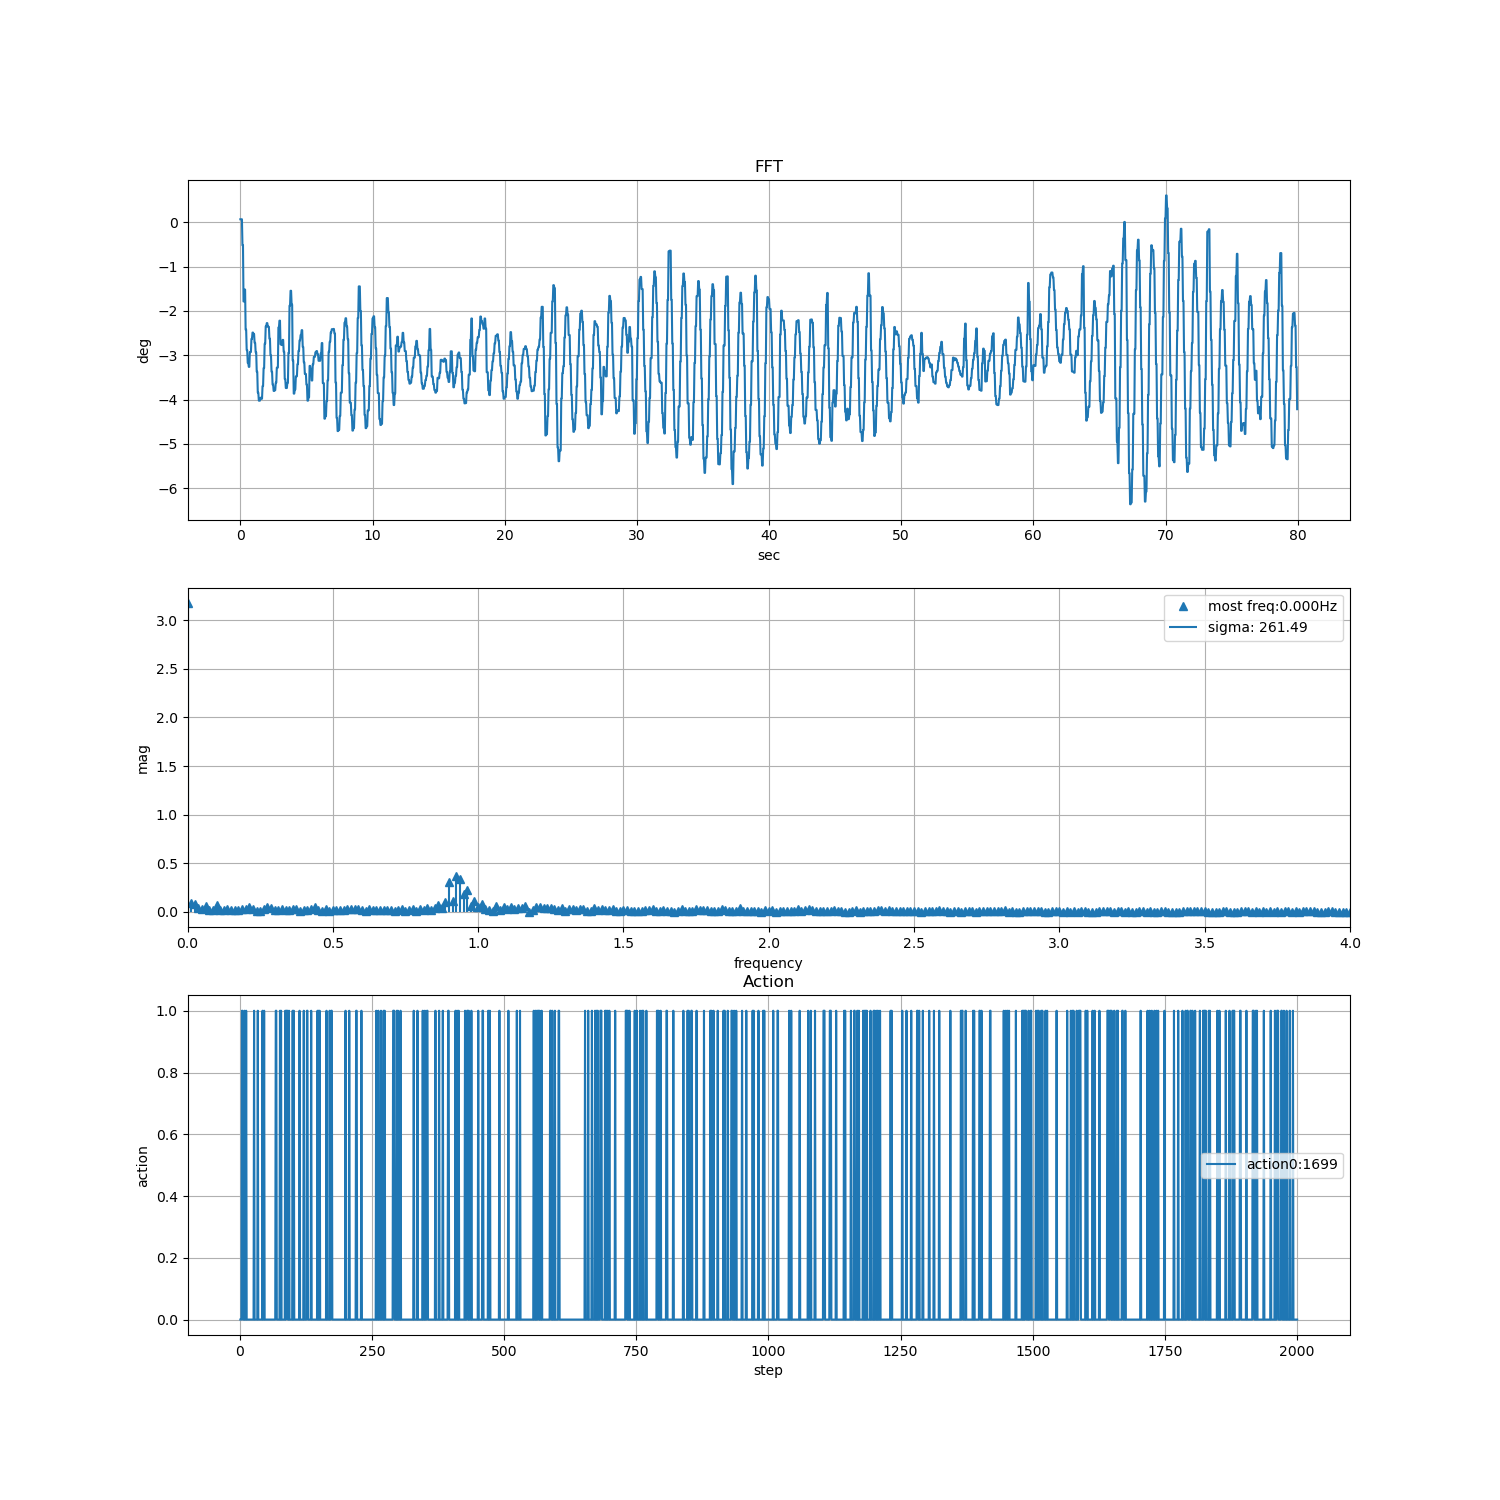 FFT
0
−1
−2
−3
−4
−5
−6
deg
0 10 20 30 40 50 60 70 80
sec
3.0
2.5
2.0
1.5
1.0
0.5
0.0
mag
most freq:0.000Hz
sigma: 261.49
0.0 0.5 1.0 1.5 2.0 2.5 3.0 3.5 4.0
frequency
Action
1.0
0.8
0.6
0.4
0.2
0.0
action
action0:1699
0 250 500 750 1000 1250 1500 1750 2000
step